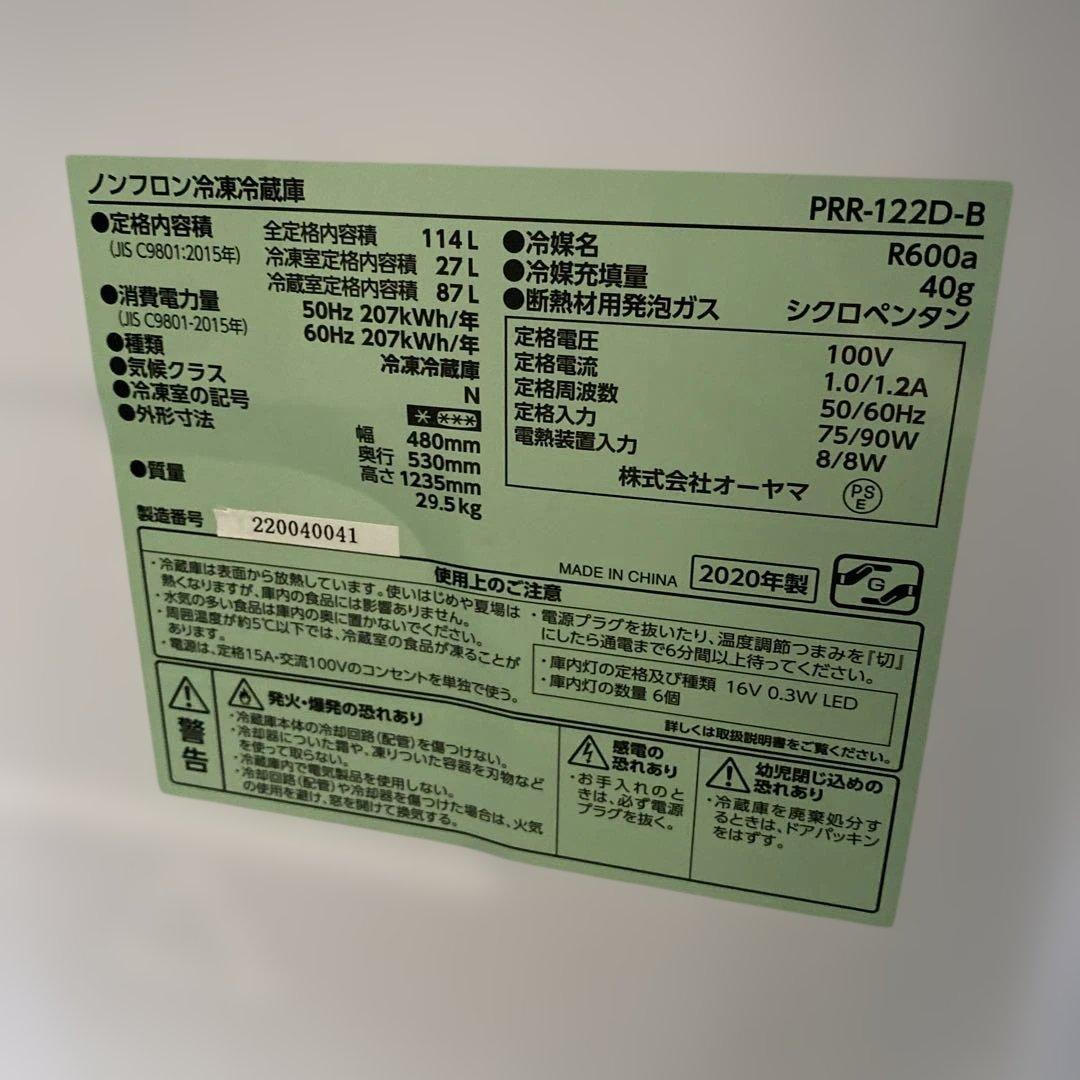 ノンフロン冷凍冷蔵庫
PRR-122D-B
●定格内容積
(JIS C9801:2015年)
全定格内容積 114L
冷凍室定格内容積 27L
冷蔵室定格内容積 87L
●消費電力量
(JIS C9801-2015年)
50Hz 207kWh/年
60Hz 207kWh/年
●種類 冷凍冷蔵庫
●気候クラス N
●冷凍室の記号 * ***
●外形寸法
幅 480mm
奥行 530mm
高さ 1235mm
●質量 29.5kg
製造番号 220040041
●冷媒名 R600a
●冷媒充填量 40g
●断熱材用発泡ガス シクロペンタン
定格電圧 100V
定格電流 1.0/1.2A
定格周波数 50/60Hz
定格入力 75/90W
電熱装置入力 8/8W
株式会社オーヤマ PSE
MADE IN CHINA 2020年製 G
使用上のご注意
・冷蔵庫は表面から放熱しています。使いはじめや夏場は
熱くなりますが、庫内の食品には影響ありません。
・水気の多い食品は庫内の奥に置かないでください。
・周囲温度が約5℃以下では、冷蔵室の食品が凍ることが
あります。
・電源は、定格15A・交流100Vのコンセントを単独で使う。
・電源プラグを抜いたり、温度調節つまみを『切』
にしたら通電まで6分間以上待ってください。
・庫内灯の定格及び種類 16V 0.3W LED
・庫内灯の数量 6個
詳しくは取扱説明書をご覧ください。
警告
発火・爆発の恐れあり
・冷蔵庫本体の冷却回路(配管)を傷つけない。
・冷却器についた霜や、凍りついた容器を刃物など
を使って取らない。
・冷蔵庫内で電気製品を使用しない。
・冷却回路(配管)や冷却器を傷つけた場合は、火気
の使用を避け、窓を開けて換気する。
感電の
恐れあり
・お手入れのと
きは、必ず電源
プラグを抜く。
幼児閉じ込めの
恐れあり
・冷蔵庫を廃棄処分す
るときは、ドアパッキン
をはずす。